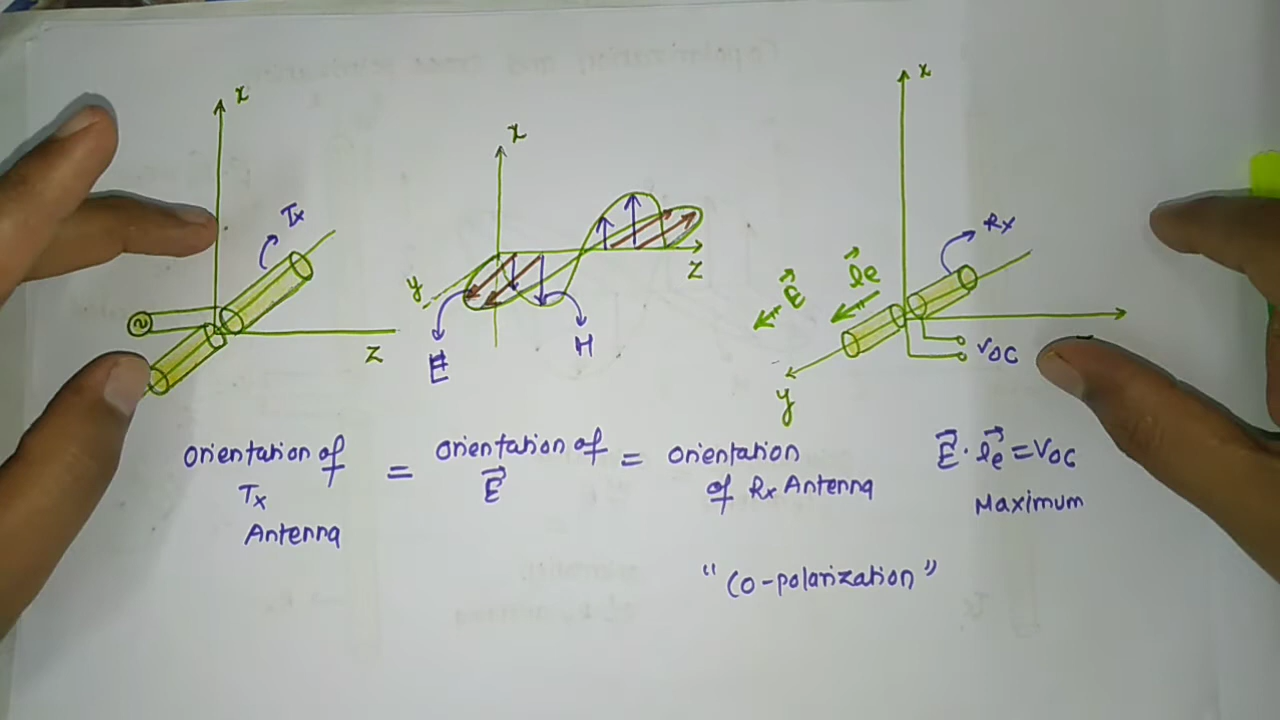 x
Tx
z
x
y
z
E
H
x
Rx
E
le
Voc
y
orientation of
Tx
Antenna
=
orientation of
E
=
orientation
of Rx Antenna
E · le = Voc
Maximum
"Co-polarization"